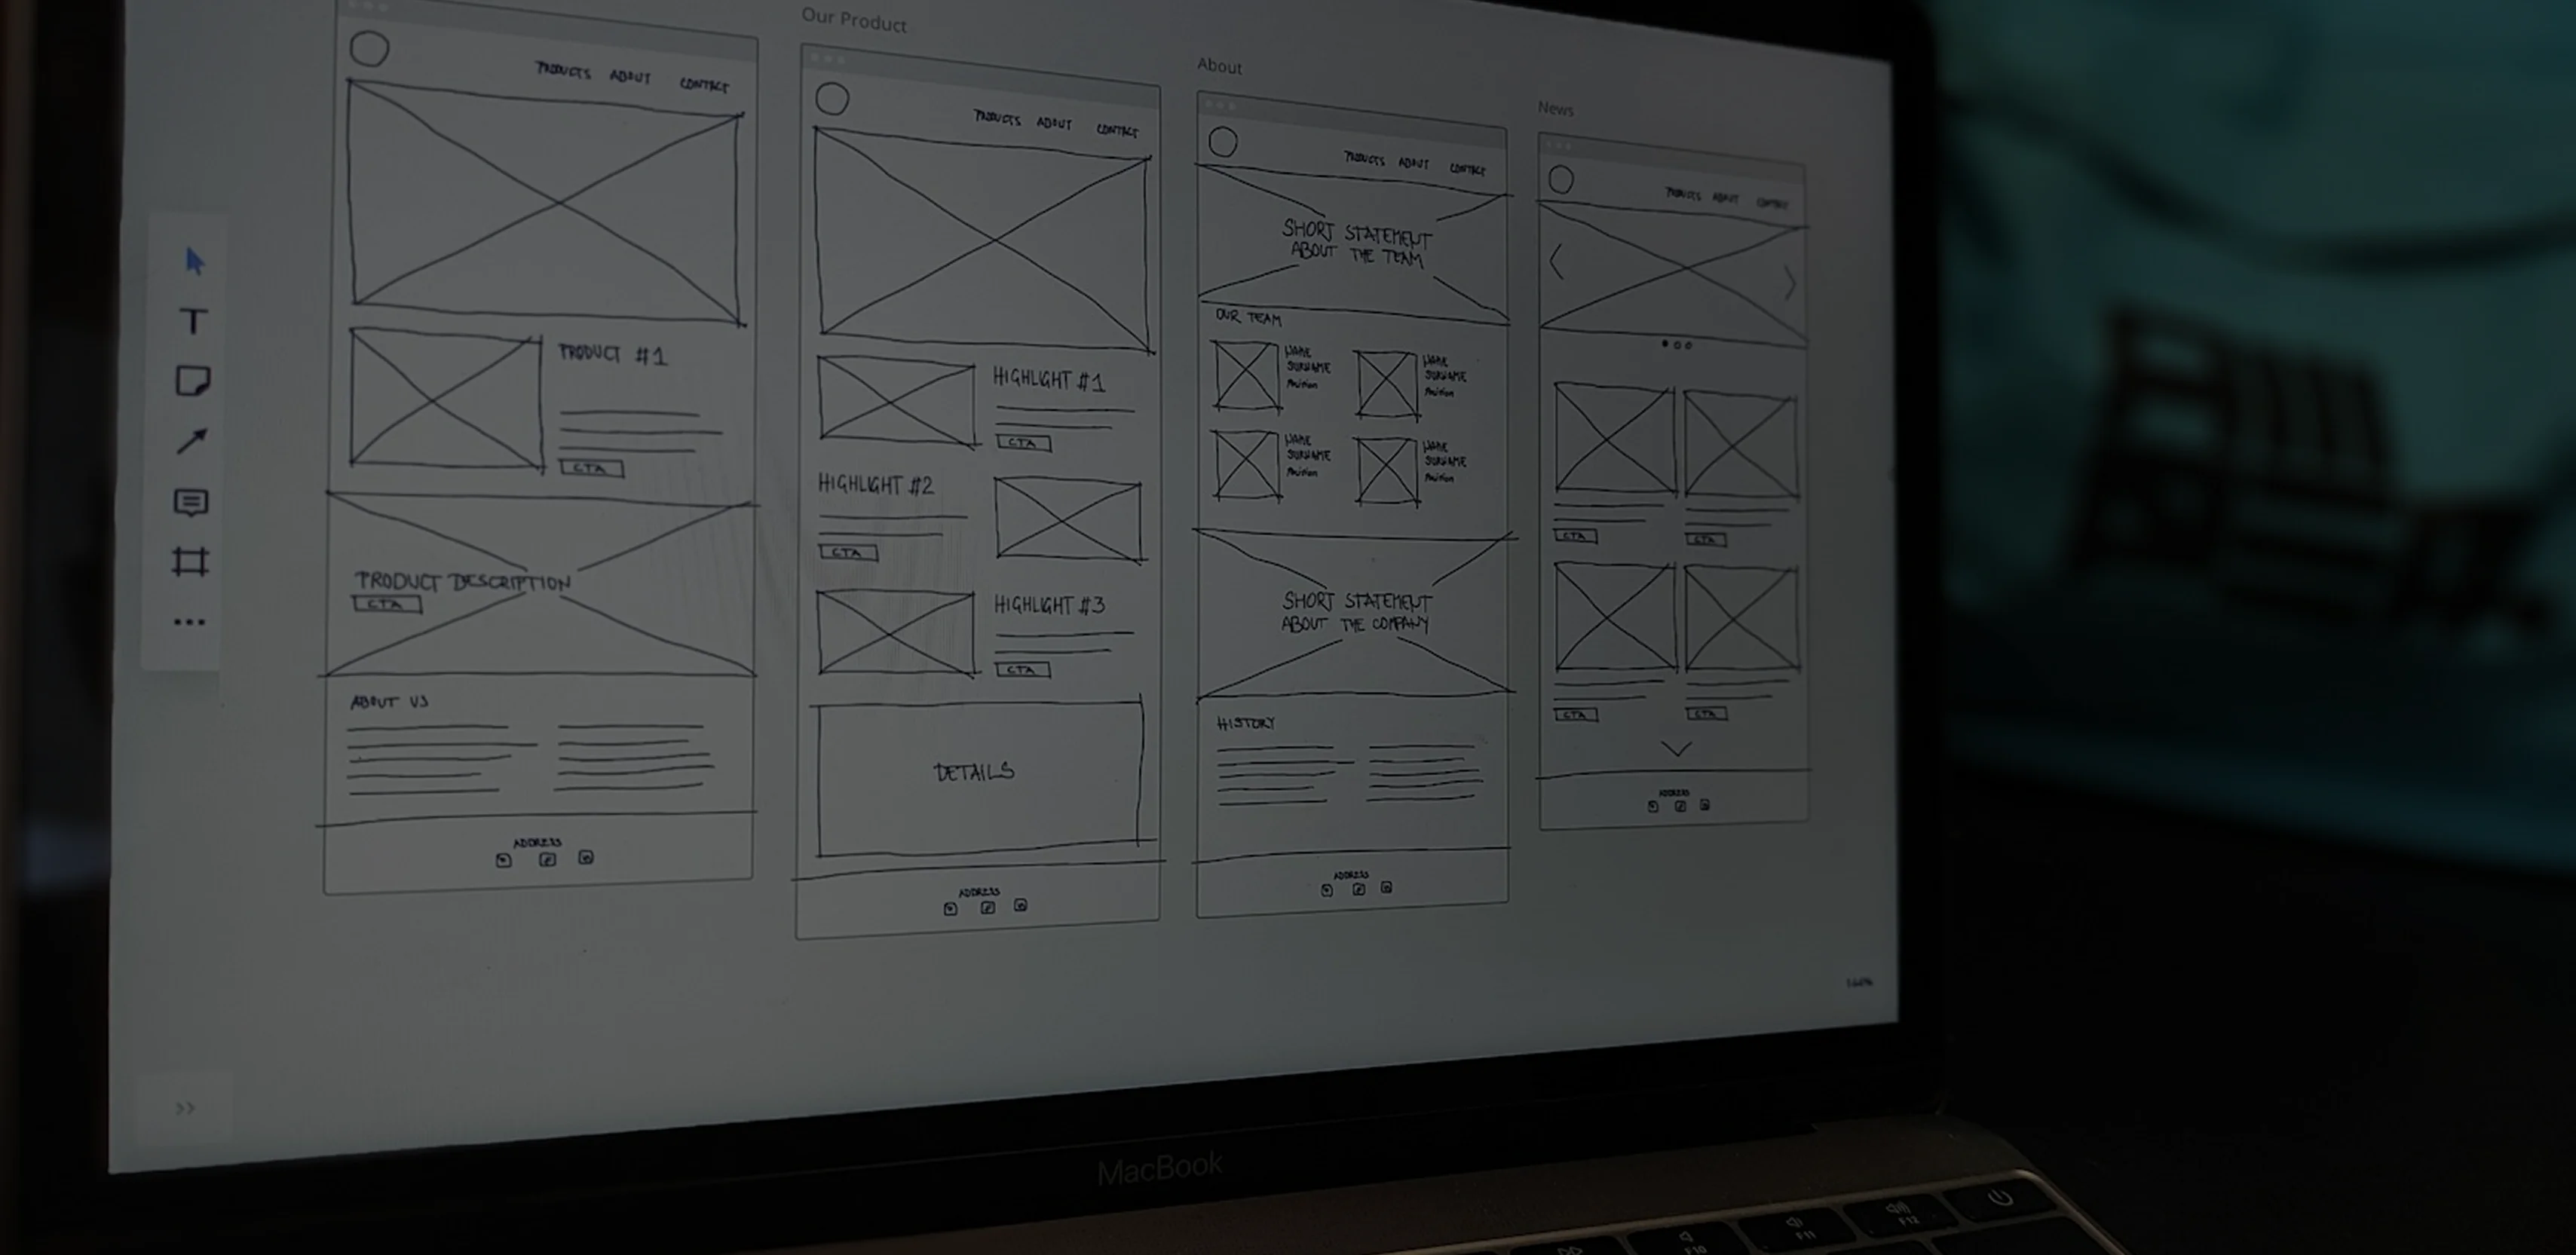 PRODUCTS ABOUT CONTACT
PRODUCT #1
CTA
PRODUCT DESCRIPTION
CTA
ABOUT US
ADDRESS
Our Product
PRODUCTS ABOUT CONTACT
HIGHLIGHT #1
CTA
HIGHLIGHT #2
CTA
HIGHLIGHT #3
CTA
DETAILS
ADDRESS
About
PRODUCTS ABOUT CONTACT
SHORT STATEMENT
ABOUT THE TEAM
OUR TEAM
NAME
SURNAME
Position
NAME
SURNAME
Position
NAME
SURNAME
Position
NAME
SURNAME
Position
SHORT STATEMENT
ABOUT THE COMPANY
HISTORY
ADDRESS
News
PRODUCTS ABOUT CONTACT
CTA
CTA
CTA
CTA
ADDRESS
T
MacBook
F10
F11
F12